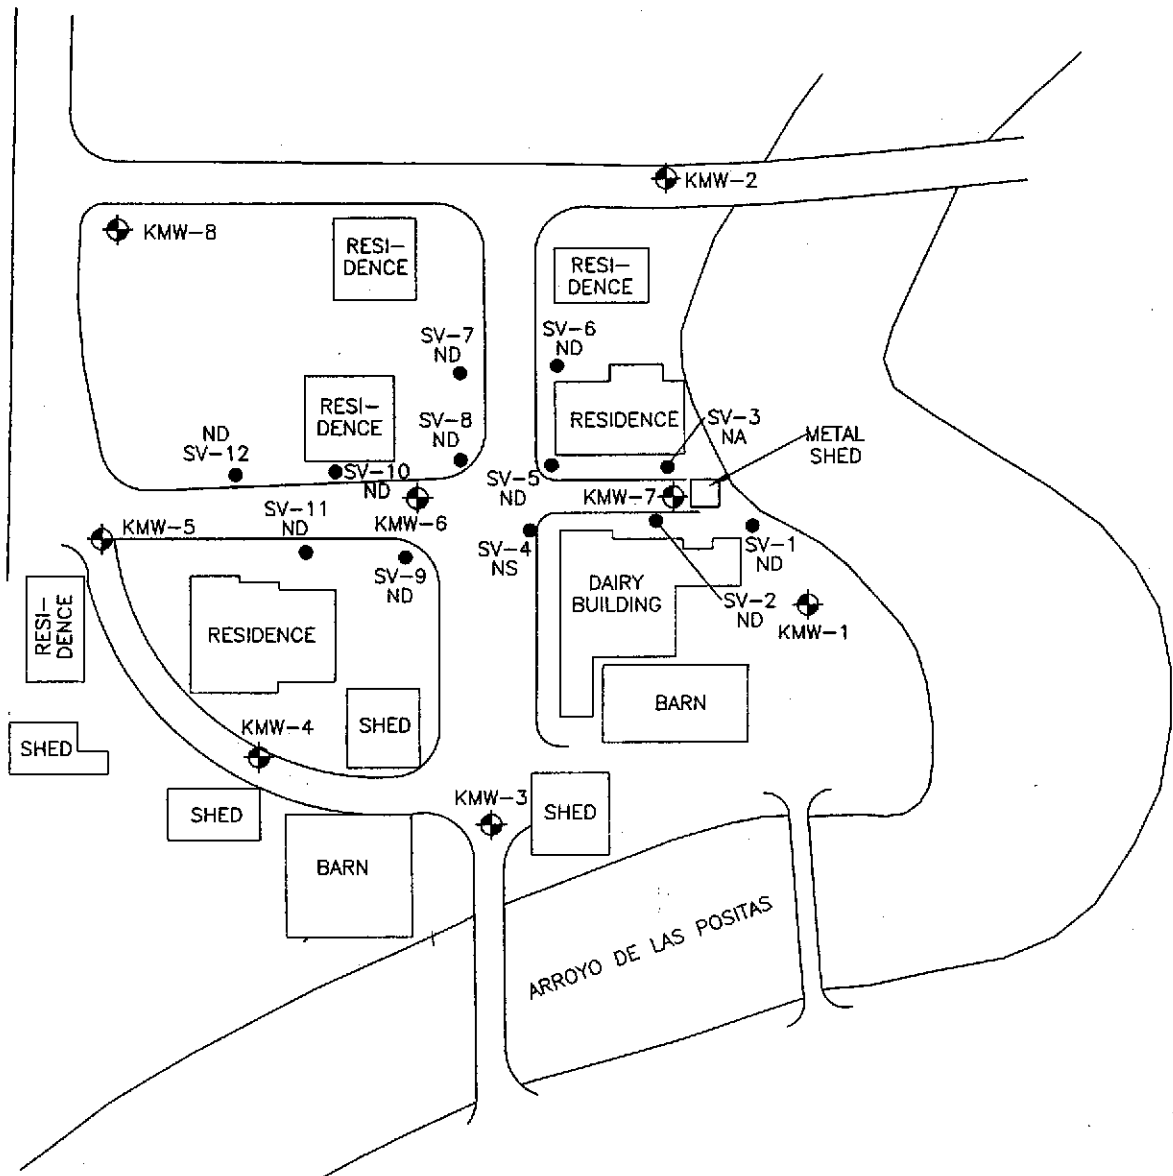 KMW-2
KMW-8
RESI-
DENCE
RESI-
DENCE
SV-7
ND
SV-6
ND
RESI-
DENCE
SV-8
ND
RESIDENCE
SV-3
NA
METAL
SHED
ND
SV-12
SV-10
ND
SV-5
ND
KMW-7
SV-11
ND
KMW-6
KMW-5
SV-9
ND
SV-4
NS
SV-1
ND
DAIRY
BUILDING
SV-2
ND
KMW-1
RESI-
DENCE
RESIDENCE
BARN
SHED
KMW-4
SHED
SHED
KMW-3
SHED
BARN
ARROYO DE LAS POSITAS